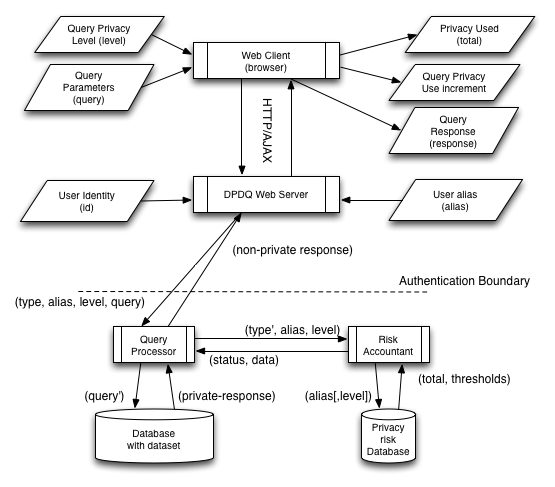 Query Privacy
Level (level)
Web Client
(browser)
Privacy Used
(total)
Query
Parameters
(query)
Query Privacy
Use increment
Query
Response
(response)
HTTP/AJAX
User Identity
(id)
DPDQ Web Server
User alias
(alias)
(non-private response)
Authentication Boundary
(type, alias, level, query)
Query
Processor
(type', alias, level)
(status, data)
Risk
Accountant
(query')
(private-response)
(alias[,level])
(total, thresholds)
Database
with dataset
Privacy
risk
Database